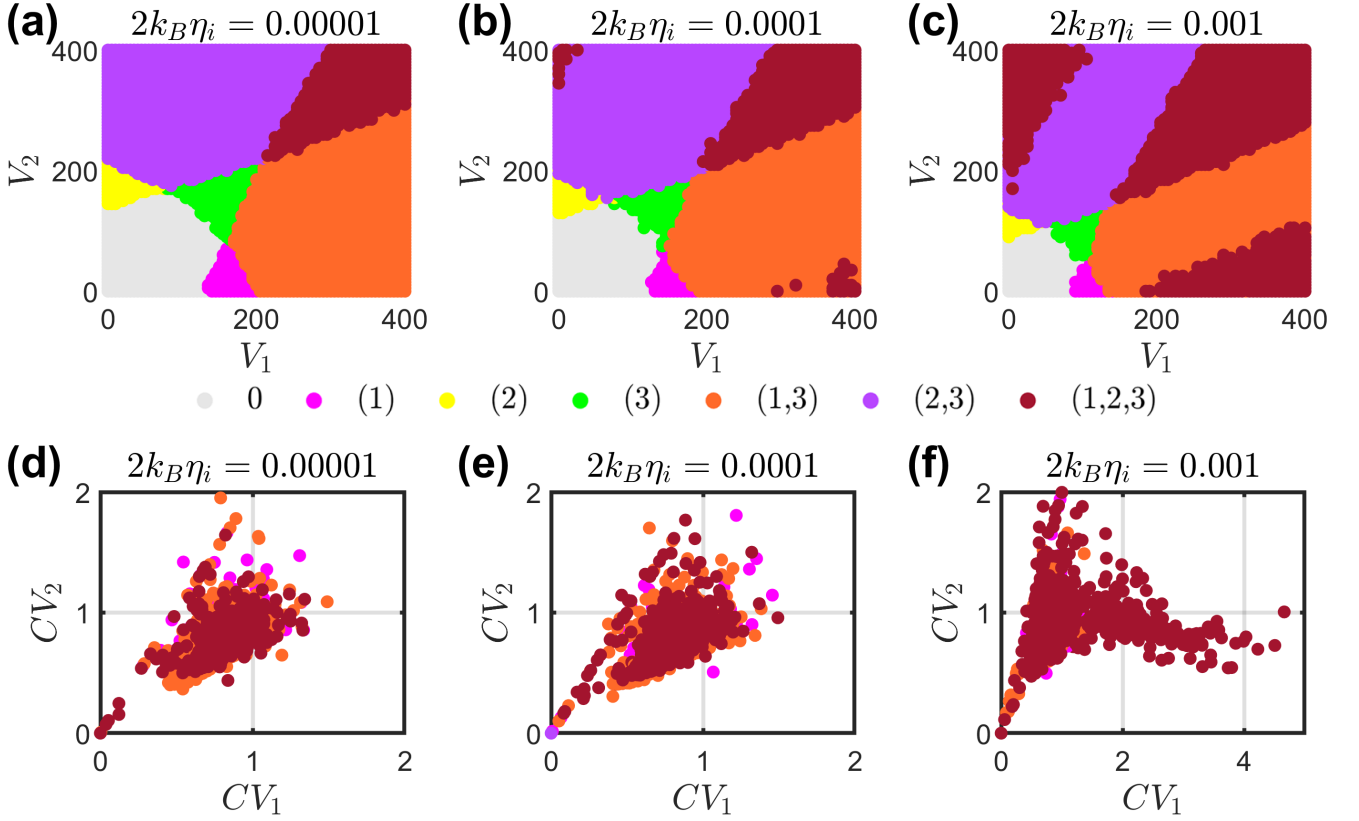 (a) 2k_Bη_i = 0.00001
400
200
0
V_2
0 200 400
V_1
(b) 2k_Bη_i = 0.0001
400
200
0
V_2
0 200 400
V_1
(c) 2k_Bη_i = 0.001
400
200
0
V_2
0 200 400
V_1
0 (1) (2) (3) (1,3) (2,3) (1,2,3)
(d) 2k_Bη_i = 0.00001
2
1
0
CV_2
0 1 2
CV_1
(e) 2k_Bη_i = 0.0001
2
1
0
CV_2
0 1 2
CV_1
(f) 2k_Bη_i = 0.001
2
1
0
CV_2
0 2 4
CV_1